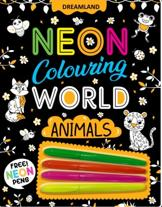 DREAMLAND
NEON
Colouring
WORLD
ANIMALS
FREE!
NEON
PENS